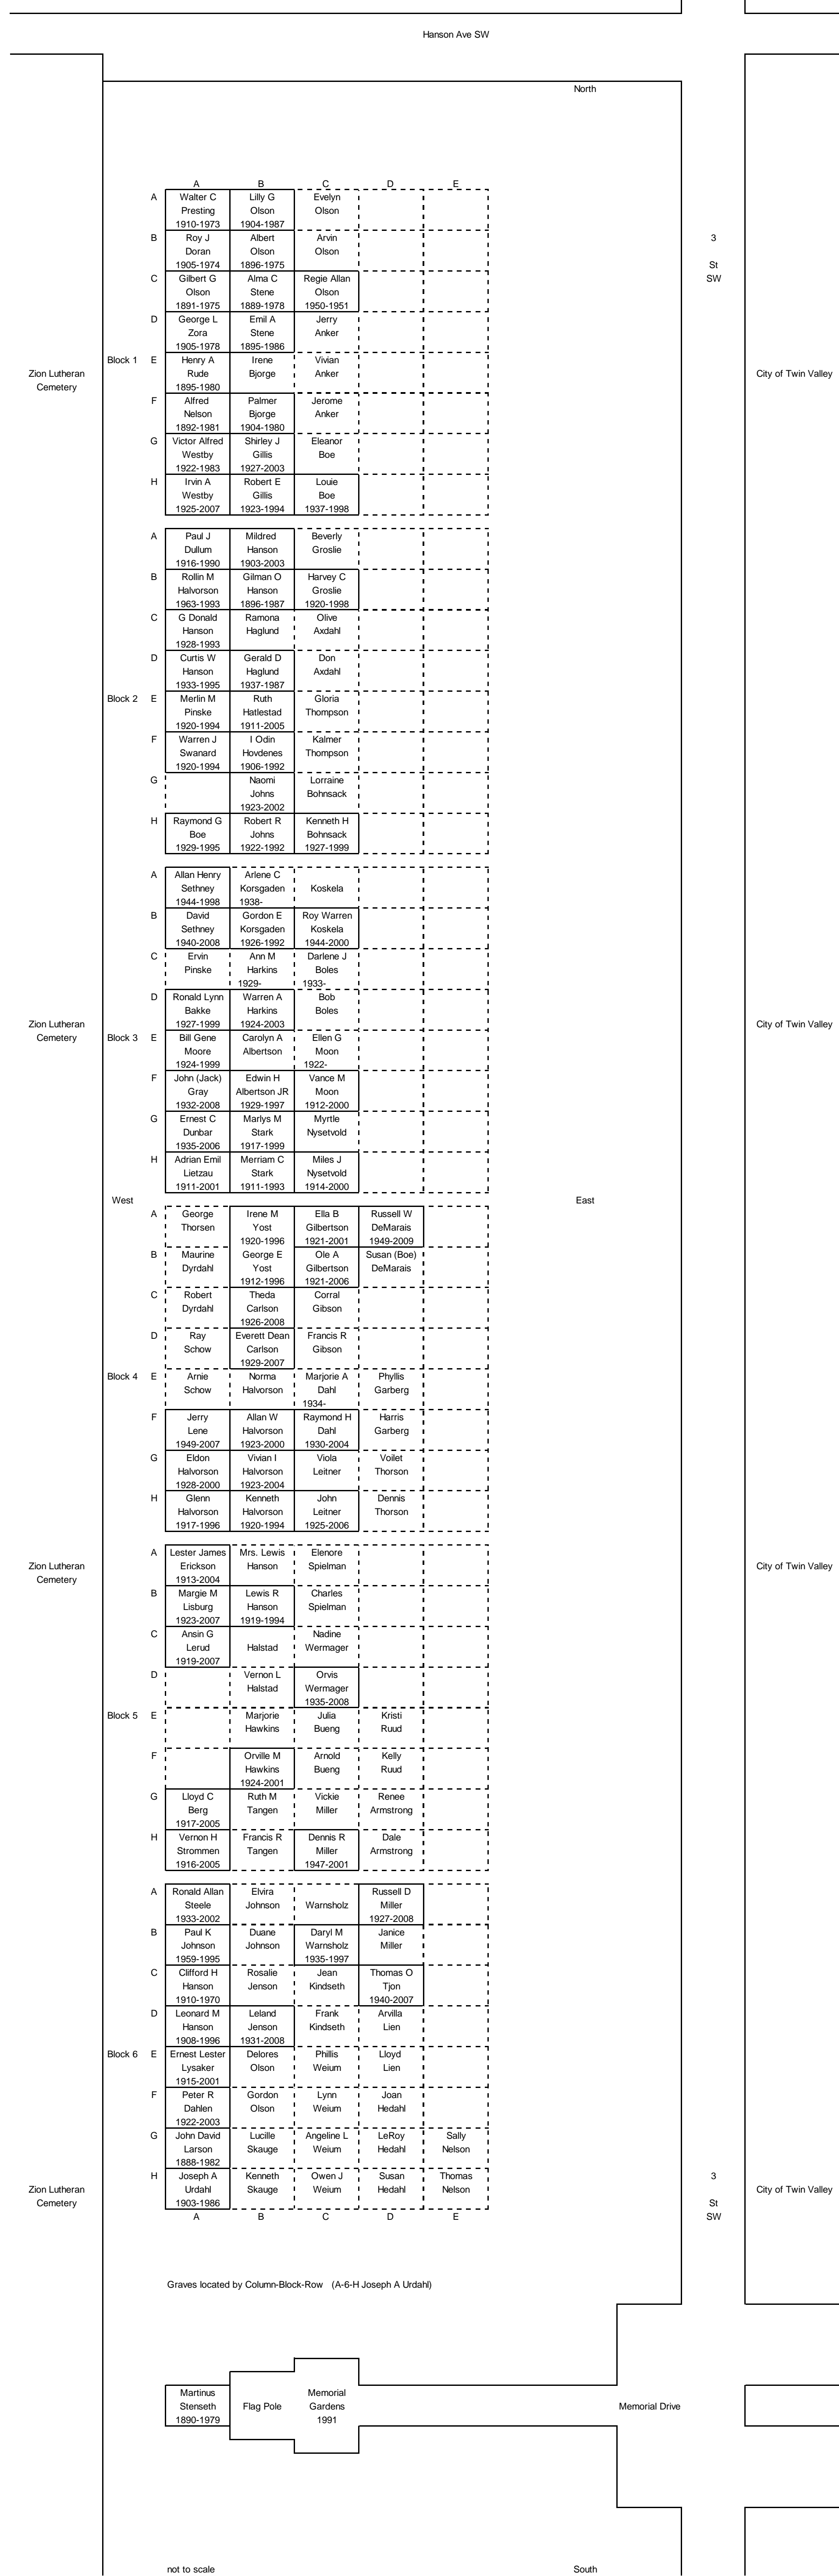 Hanson Ave SW
North
A B C D E
A Walter C Lilly G Evelyn
Presting Olson Olson
1910-1973 1904-1987
B Roy J Albert Arvin 3
Doran Olson Olson
1905-1974 1896-1975 St
C Gilbert G Alma C Regie Allan SW
Olson Stene Olson
1891-1975 1889-1978 1950-1951
D George L Emil A Jerry
Zora Stene Anker
1905-1978 1895-1986
Block 1 E Henry A Irene Vivian
Zion Lutheran Rude Bjorge Anker City of Twin Valley
Cemetery 1895-1980
F Alfred Palmer Jerome
Nelson Bjorge Anker
1892-1981 1904-1980
G Victor Alfred Shirley J Eleanor
Westby Gillis Boe
1922-1983 1927-2003
H Irvin A Robert E Louie
Westby Gillis Boe
1925-2007 1923-1994 1937-1998
A Paul J Mildred Beverly
Dullum Hanson Groslie
1916-1990 1903-2003
B Rollin M Gilman O Harvey C
Halvorson Hanson Groslie
1963-1993 1896-1987 1920-1998
C G Donald Ramona Olive
Hanson Haglund Axdahl
1928-1993
D Curtis W Gerald D Don
Hanson Haglund Axdahl
1933-1995 1937-1987
Block 2 E Merlin M Ruth Gloria
Pinske Hatlestad Thompson
1920-1994 1911-2005
F Warren J I Odin Kalmer
Swanard Hovdenes Thompson
1920-1994 1906-1992
G Naomi Lorraine
Johns Bohnsack
1923-2002
H Raymond G Robert R Kenneth H
Boe Johns Bohnsack
1929-1995 1922-1992 1927-1999
A Allan Henry Arlene C
Sethney Korsgaden Koskela
1944-1998 1938-
B David Gordon E Roy Warren
Sethney Korsgaden Koskela
1940-2008 1926-1992 1944-2000
C Ervin Ann M Darlene J
Pinske Harkins Boles
1929- 1933-
D Ronald Lynn Warren A Bob
Bakke Harkins Boles
Zion Lutheran 1927-1999 1924-2003 City of Twin Valley
Cemetery Block 3 E Bill Gene Carolyn A Ellen G
Moore Albertson Moon
1924-1999 1922-
F John (Jack) Edwin H Vance M
Gray Albertson JR Moon
1932-2008 1929-1997 1912-2000
G Ernest C Marlys M Myrtle
Dunbar Stark Nysetvold
1935-2006 1917-1999
H Adrian Emil Merriam C Miles J
Lietzau Stark Nysetvold
1911-2001 1911-1993 1914-2000
West East
A George Irene M Ella B Russell W
Thorsen Yost Gilbertson DeMarais
1920-1996 1921-2001 1949-2009
B Maurine George E Ole A Susan (Boe)
Dyrdahl Yost Gilbertson DeMarais
1912-1996 1921-2006
C Robert Theda Corral
Dyrdahl Carlson Gibson
1926-2008
D Ray Everett Dean Francis R
Schow Carlson Gibson
1929-2007
Block 4 E Arnie Norma Marjorie A Phyllis
Schow Halvorson Dahl Garberg
1934-
F Jerry Allan W Raymond H Harris
Lene Halvorson Dahl Garberg
1949-2007 1923-2000 1930-2004
G Eldon Vivian I Viola Voilet
Halvorson Halvorson Leitner Thorson
1928-2000 1923-2004
H Glenn Kenneth John Dennis
Halvorson Halvorson Leitner Thorson
1917-1996 1920-1994 1925-2006
A Lester James Mrs. Lewis Elenore
Zion Lutheran Erickson Hanson Spielman City of Twin Valley
Cemetery 1913-2004
B Margie M Lewis R Charles
Lisburg Hanson Spielman
1923-2007 1919-1994
C Ansin G Nadine
Lerud Halstad Wermager
1919-2007
D Vernon L Orvis
Halstad Wermager
1935-2008
Block 5 E Marjorie Julia Kristi
Hawkins Bueng Ruud
F Orville M Arnold Kelly
Hawkins Bueng Ruud
1924-2001
G Lloyd C Ruth M Vickie Renee
Berg Tangen Miller Armstrong
1917-2005
H Vernon H Francis R Dennis R Dale
Strommen Tangen Miller Armstrong
1916-2005 1947-2001
A Ronald Allan Elvira Russell D
Steele Johnson Warnsholz Miller
1933-2002 1927-2008
B Paul K Duane Daryl M Janice
Johnson Johnson Warnsholz Miller
1959-1995 1935-1997
C Clifford H Rosalie Jean Thomas O
Hanson Jenson Kindseth Tjon
1910-1970 1940-2007
D Leonard M Leland Frank Arvilla
Hanson Jenson Kindseth Lien
1908-1996 1931-2008
Block 6 E Ernest Lester Delores Phillis Lloyd
Lysaker Olson Weium Lien
1915-2001
F Peter R Gordon Lynn Joan
Dahlen Olson Weium Hedahl
1922-2003
G John David Lucille Angeline L LeRoy Sally
Larson Skauge Weium Hedahl Nelson
1888-1982
H Joseph A Kenneth Owen J Susan Thomas 3
Zion Lutheran Urdahl Skauge Weium Hedahl Nelson City of Twin Valley
Cemetery 1903-1986 St
A B C D E SW
Graves located by Column-Block-Row (A-6-H Joseph A Urdahl)
Martinus Memorial
Stenseth Flag Pole Gardens Memorial Drive
1890-1979 1991
not to scale South